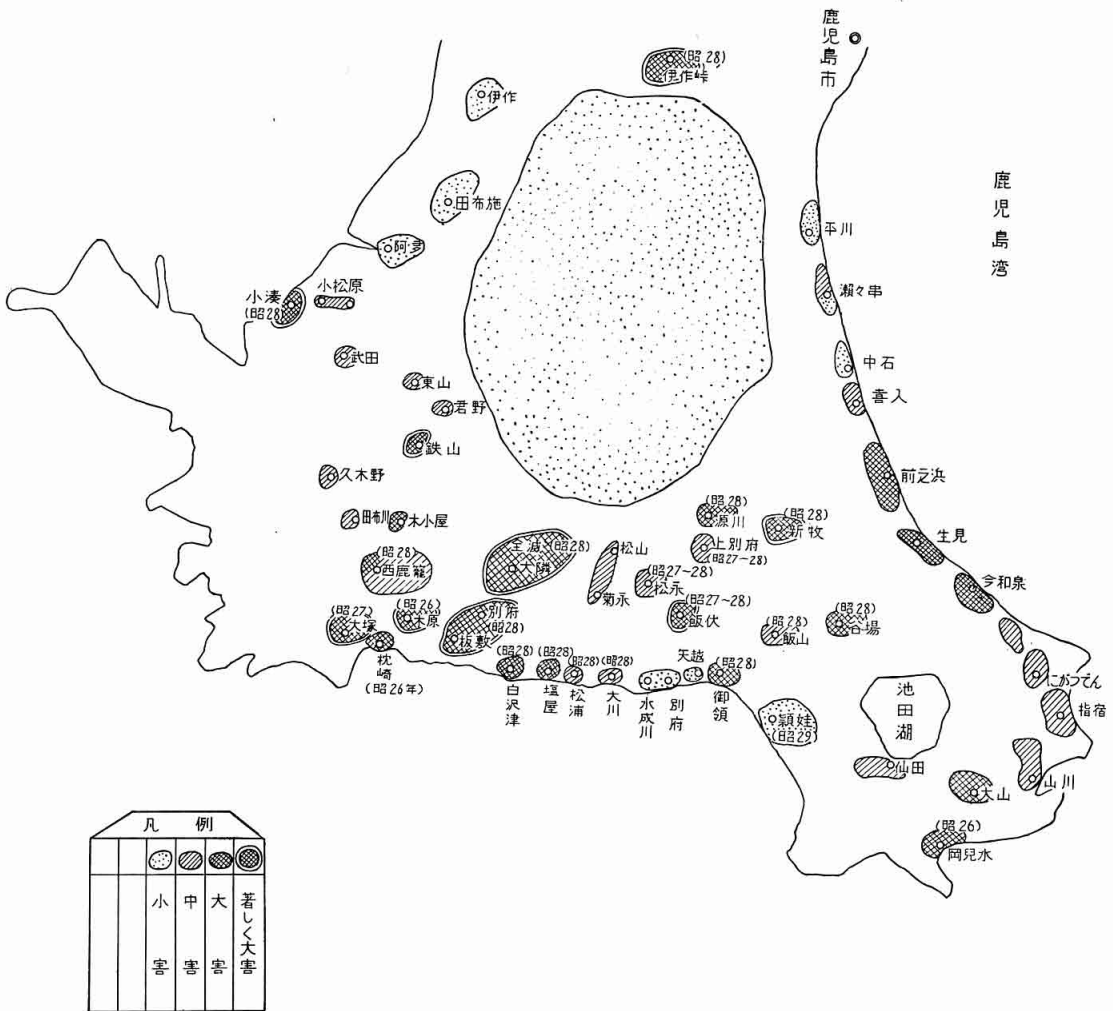 鹿児島市
鹿児島湾
(昭28)
伊作峠
伊作
田布施
阿多
小湊
(昭28)
小松原
武田
東山
君野
鉄山
久木野
田布川
木小屋
(昭28)
西鹿籠
(昭27)
大塚
(昭26)
木原
枕崎
(昭26年)
全滅(昭28)
大隣
別府
(昭28)
板敷
松山
菊永
(昭28)
源川
上別府
(昭27~28)
(昭28)
新牧
(昭27~28)
松永
(昭27~28)
飯伏
(昭28)
飯山
(昭28)
谷場
(昭28)
白沢津
(昭28)
塩屋
(昭28)
松浦
(昭28)
大川
水成川
別府
矢越
(昭28)
御領
頴娃
(昭29)
池田湖
仙田
大山
(昭26)
岡児水
山川
指宿
にがつでん
今和泉
生見
前之浜
喜入
中石
瀬々串
平川
凡例
小害
中害
大害
著しく大害